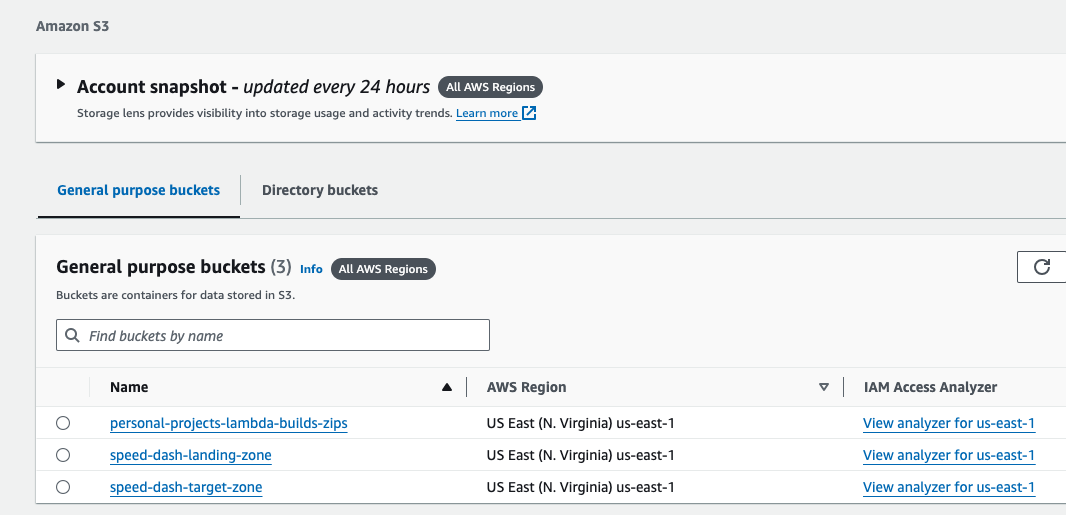 Amazon S3
Account snapshot - updated every 24 hours All AWS Regions
Storage lens provides visibility into storage usage and activity trends. Learn more
General purpose buckets Directory buckets
General purpose buckets (3) Info All AWS Regions
Buckets are containers for data stored in S3.
Find buckets by name
Name AWS Region IAM Access Analyzer
personal-projects-lambda-builds-zips US East (N. Virginia) us-east-1 View analyzer for us-east-1
speed-dash-landing-zone US East (N. Virginia) us-east-1 View analyzer for us-east-1
speed-dash-target-zone US East (N. Virginia) us-east-1 View analyzer for us-east-1